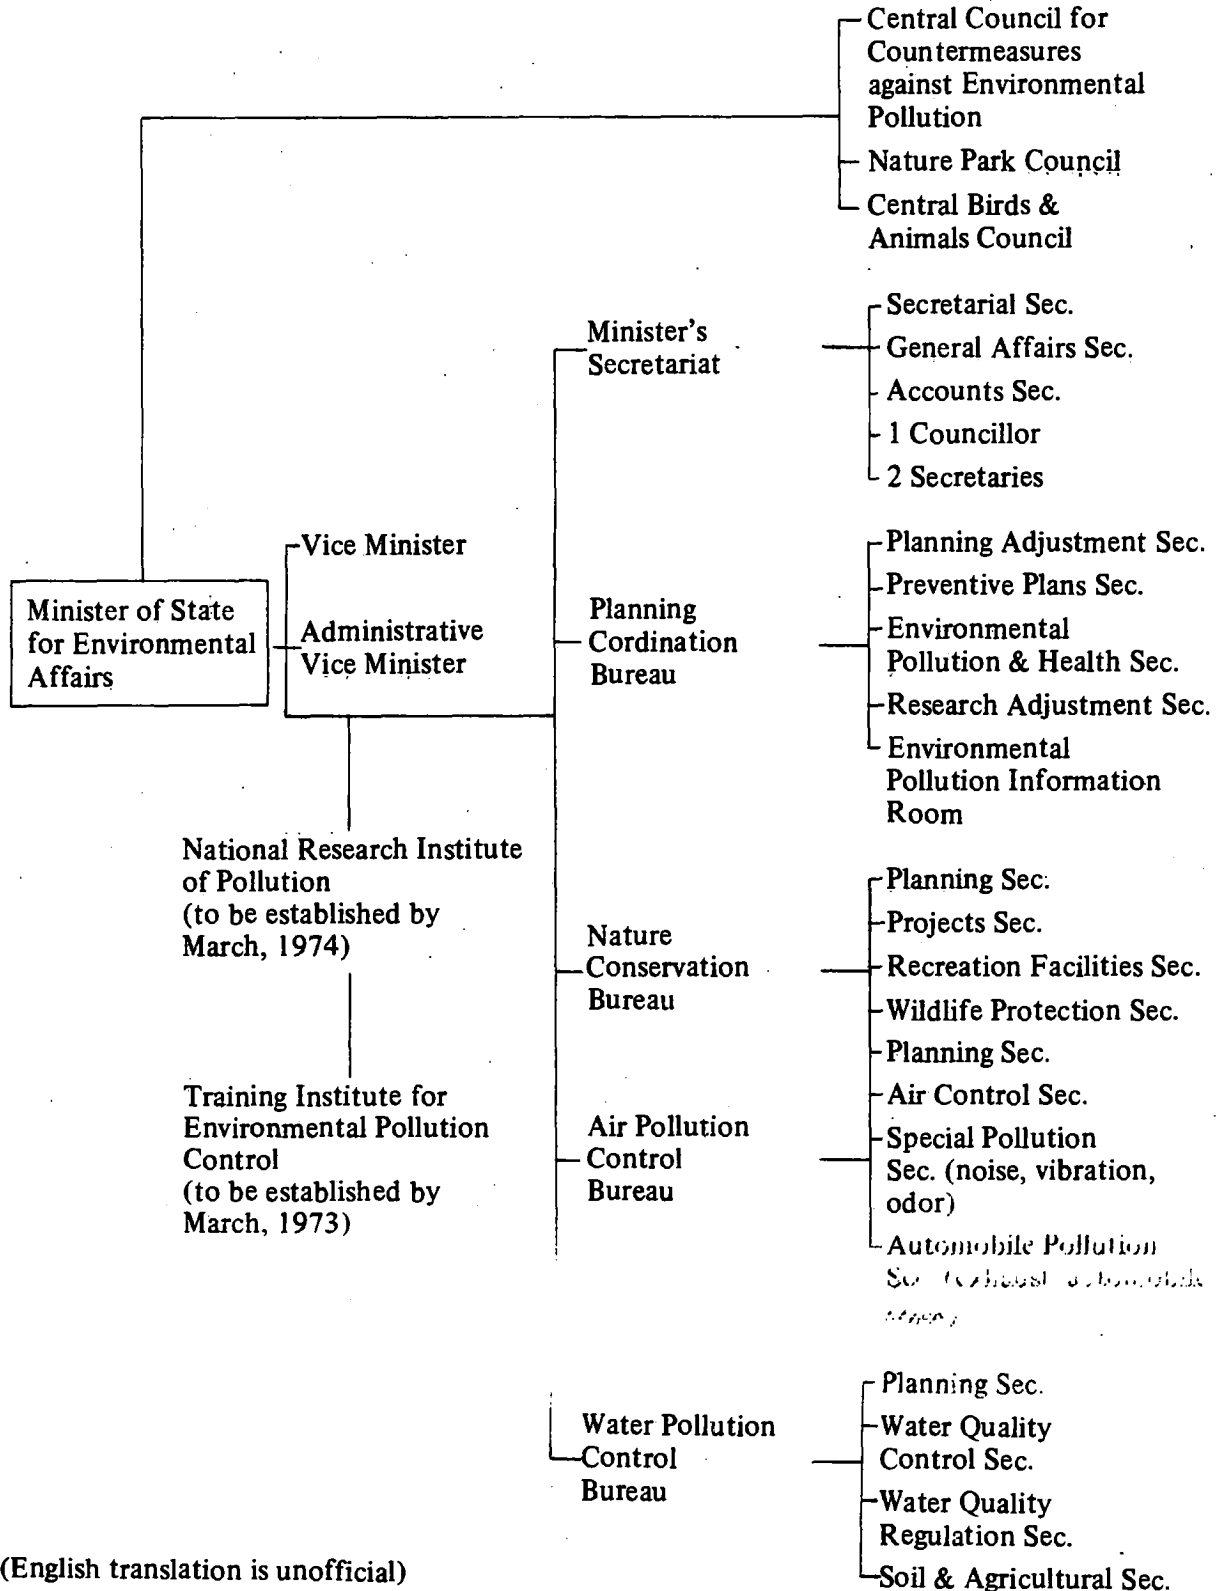 Central Council for
Countermeasures
against Environmental
Pollution
Nature Park Council
Central Birds &
Animals Council
Minister's
Secretariat
Secretarial Sec.
General Affairs Sec.
Accounts Sec.
1 Councillor
2 Secretaries
Minister of State
for Environmental
Affairs
Vice Minister
Administrative
Vice Minister
Planning
Cordination
Bureau
Planning Adjustment Sec.
Preventive Plans Sec.
Environmental
Pollution & Health Sec.
Research Adjustment Sec.
Environmental
Pollution Information
Room
National Research Institute
of Pollution
(to be established by
March, 1974)
Training Institute for
Environmental Pollution
Control
(to be established by
March, 1973)
Nature
Conservation
Bureau
Planning Sec.
Projects Sec.
Recreation Facilities Sec.
Wildlife Protection Sec.
Air Pollution
Control
Bureau
Planning Sec.
Air Control Sec.
Special Pollution
Sec. (noise, vibration,
odor)
Automobile Pollution
Water Pollution
Control
Bureau
Planning Sec.
Water Quality
Control Sec.
Water Quality
Regulation Sec.
Soil & Agricultural Sec.
(English translation is unofficial)